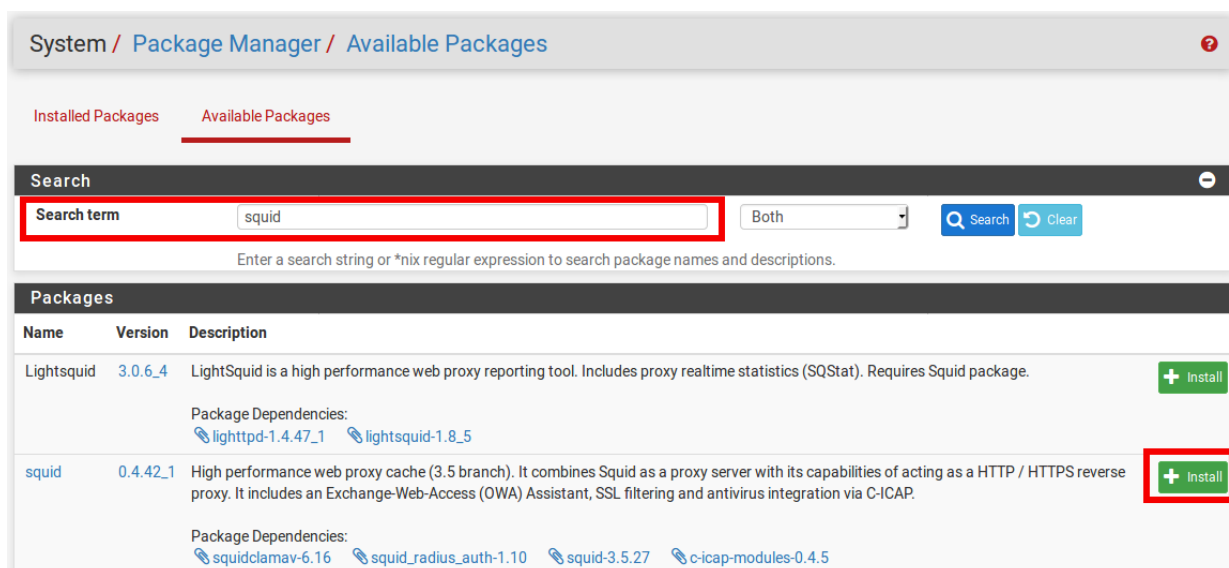 System / Package Manager / Available Packages
Installed Packages Available Packages
Search
Search term squid Both Search Clear
Enter a search string or *nix regular expression to search package names and descriptions.
Packages
Name Version Description
Lightsquid 3.0.6_4 LightSquid is a high performance web proxy reporting tool. Includes proxy realtime statistics (SQStat). Requires Squid package. Install
Package Dependencies:
lighttpd-1.4.47_1 lightsquid-1.8_5
squid 0.4.42_1 High performance web proxy cache (3.5 branch). It combines Squid as a proxy server with its capabilities of acting as a HTTP / HTTPS reverse Install
proxy. It includes an Exchange-Web-Access (OWA) Assistant, SSL filtering and antivirus integration via C-ICAP.
Package Dependencies:
squidclamav-6.16 squid_radius_auth-1.10 squid-3.5.27 c-icap-modules-0.4.5